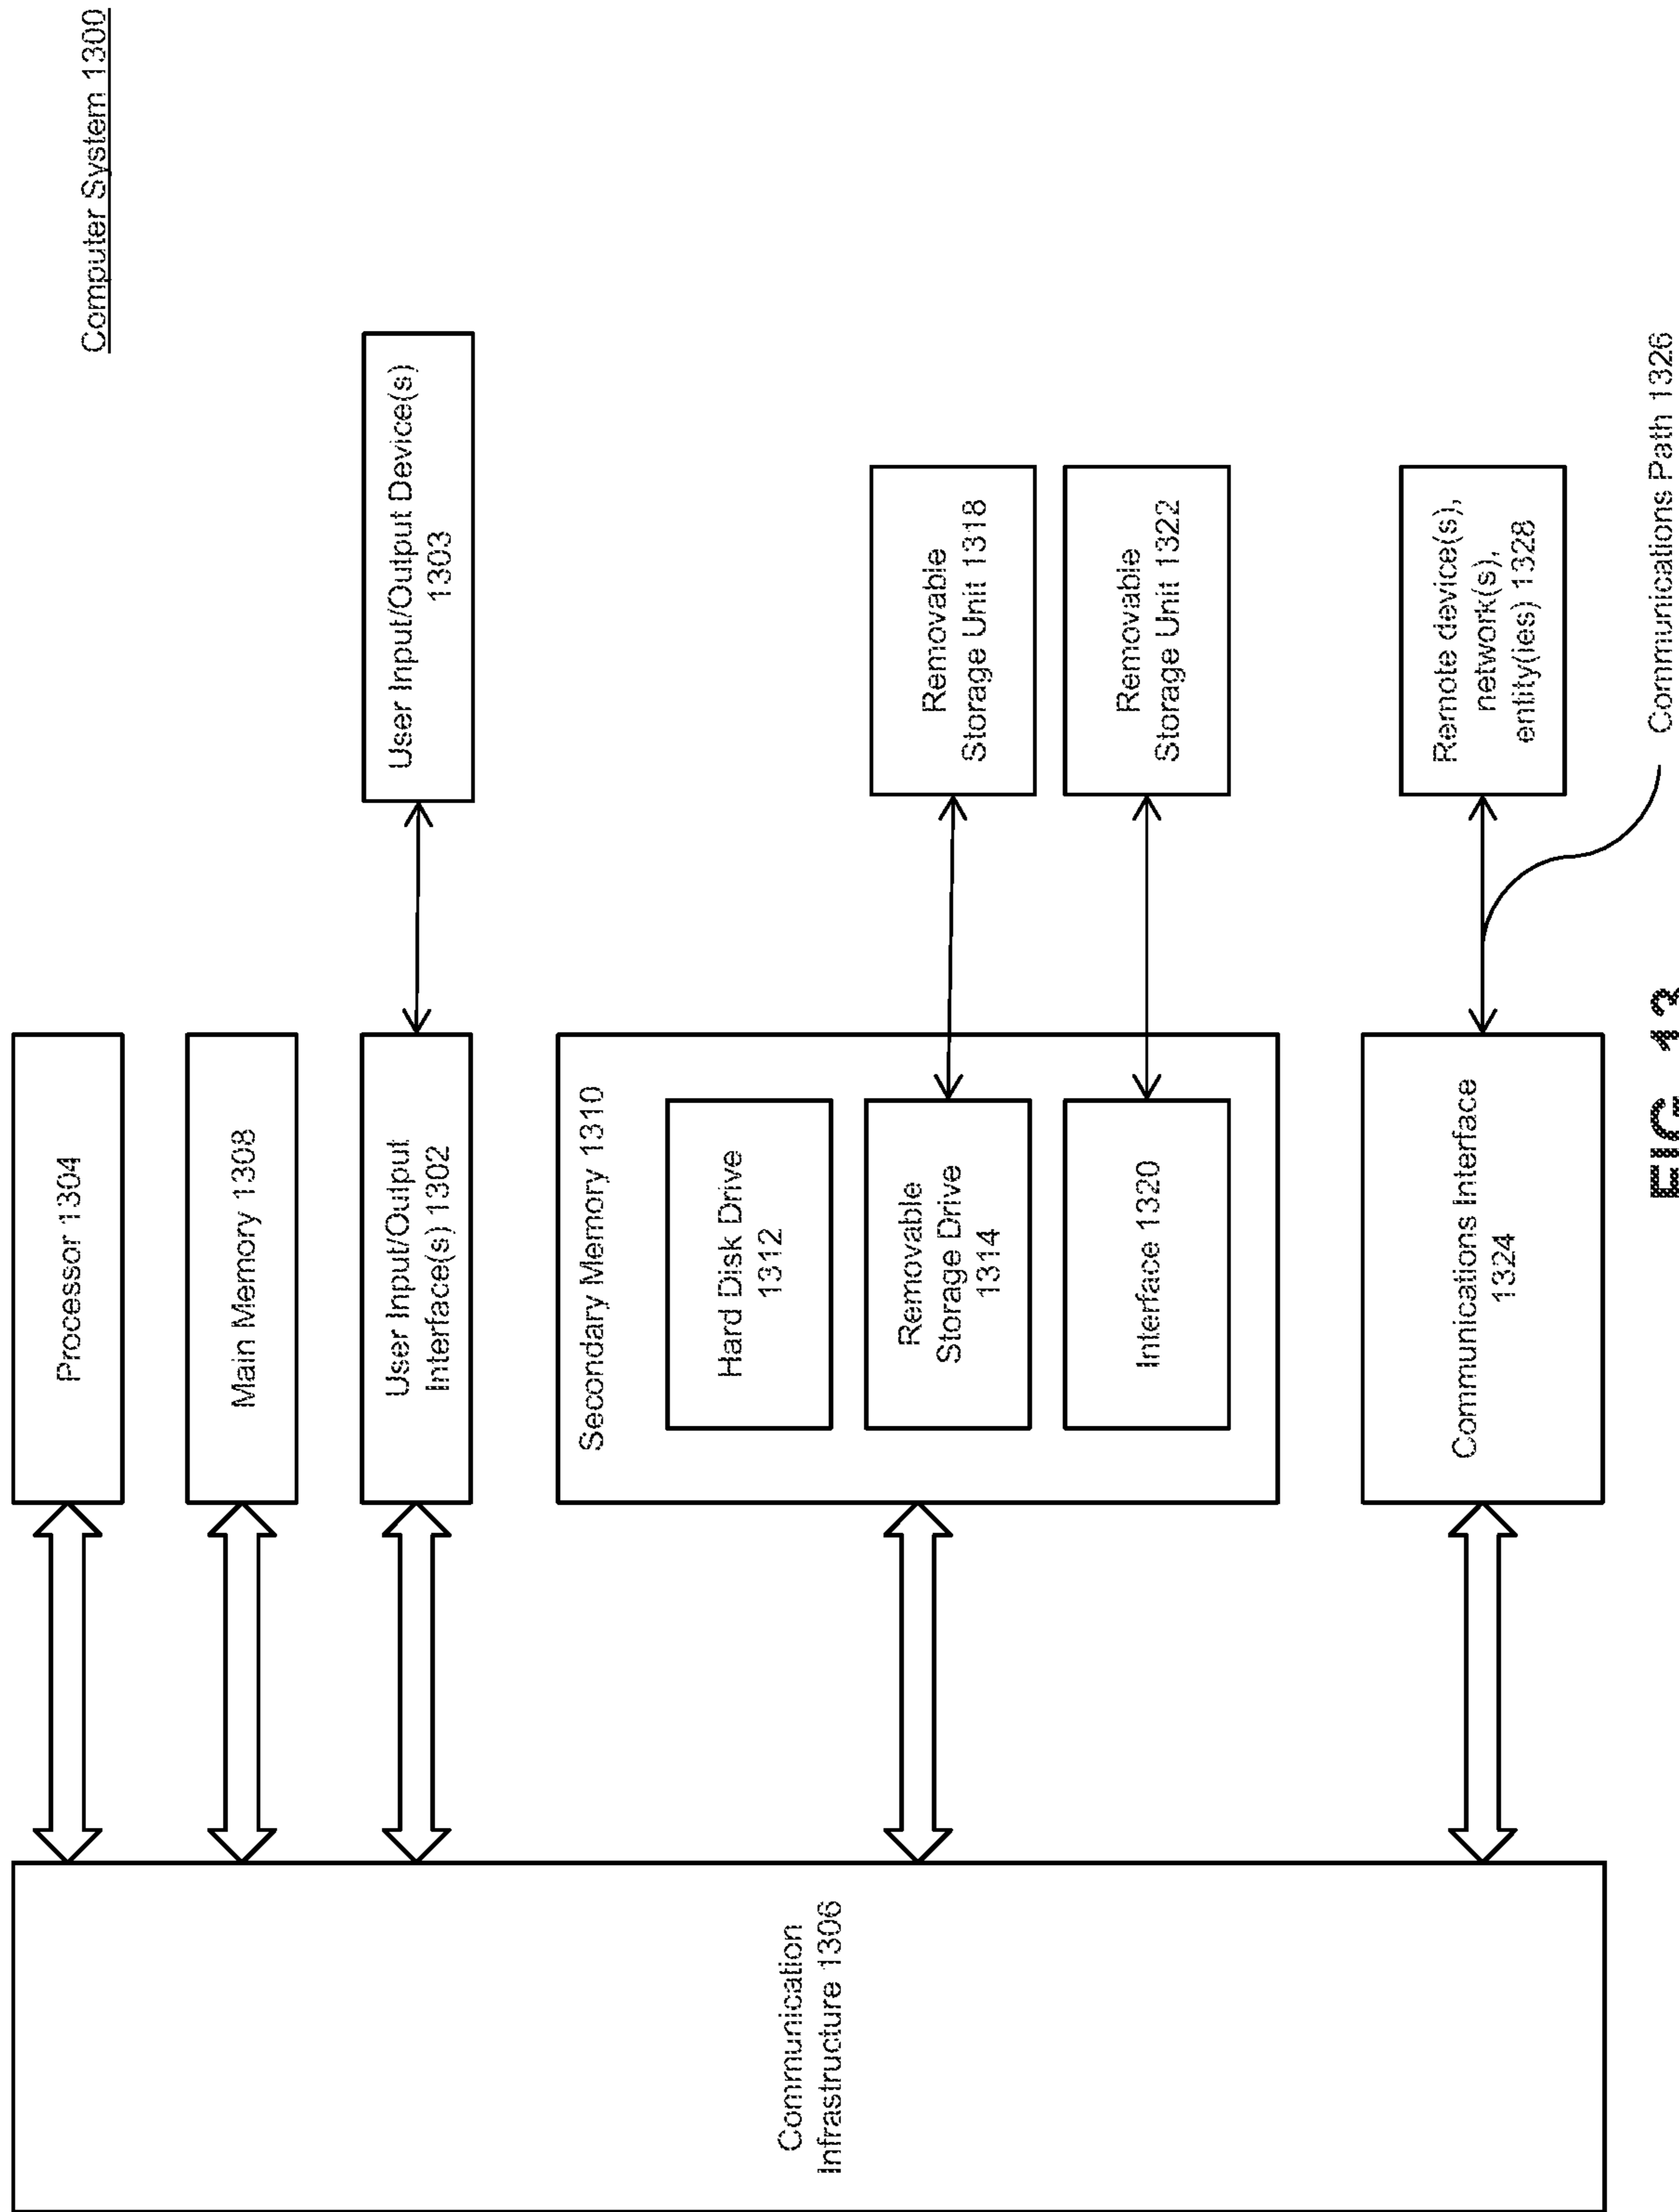 Computer System 1300
Processor 1304
Main Memory 1308
User Input/Output
Interface(s) 1302
User Input/Output Device(s)
1303
Communication
Infrastructure 1306
Secondary Memory 1310
Hard Disk Drive
1312
Removable
Storage Drive
1314
Removable
Storage Unit 1318
Interface 1320
Removable
Storage Unit 1322
Communications Interface
1324
Remote device(s),
network(s),
entity(ies) 1328
Communications Path 1326
FIG. 13